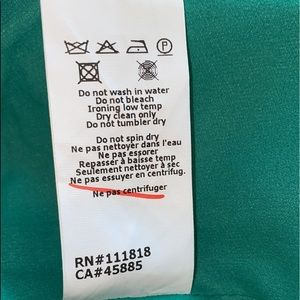 Do not wash in water
Do not bleach
Ironing low temp
Dry clean only
Do not tumbler dry
Do not spin dry
Ne pas nettoyer dans l'eau
Ne pas essorer
Repasser à baisse temp
Seulement nettoyer à sec
Ne pas essuyer en centrifug.
Ne pas centrifuger
RN#111818
CA#45885